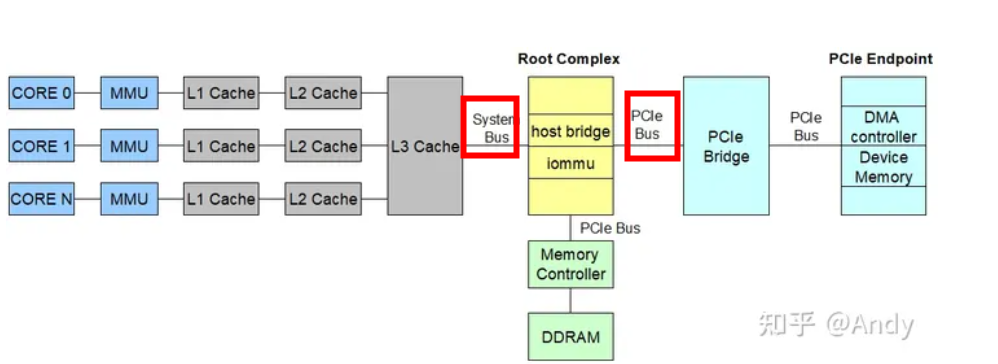 Root Complex
PCIe Endpoint
CORE 0
MMU
L1 Cache
L2 Cache
CORE 1
MMU
L1 Cache
L2 Cache
CORE N
MMU
L1 Cache
L2 Cache
L3 Cache
System
Bus
host bridge
iommu
PCIe
Bus
PCIe
Bridge
PCIe
Bus
DMA
controller
Device
Memory
PCIe Bus
Memory
Controller
DDRAM
知乎 @Andy